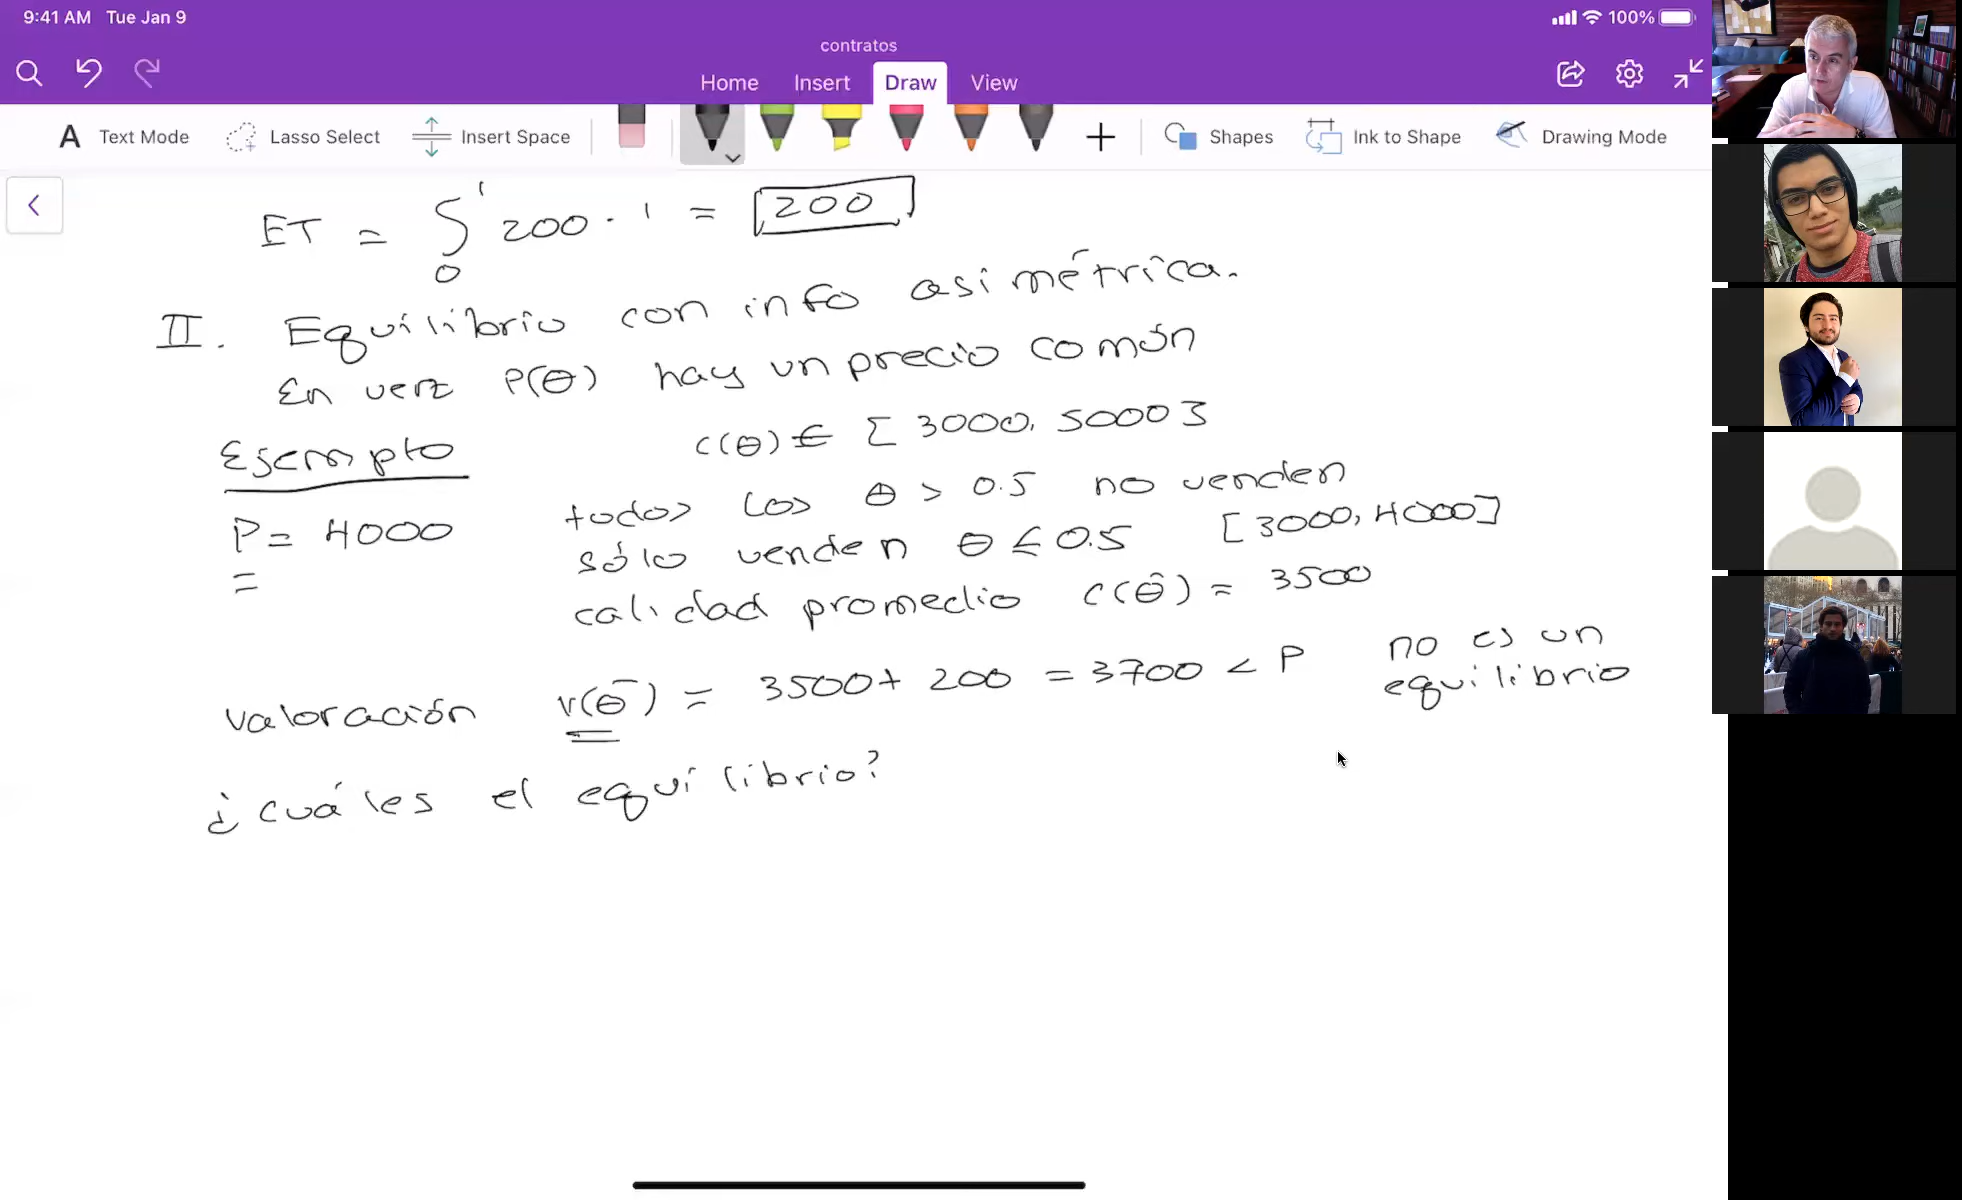 9:41 AM Tue Jan 9
100%
contratos
Home Insert Draw View
A Text Mode Lasso Select Insert Space Shapes Ink to Shape Drawing Mode
ET = ∫₀¹ 200 · 1 = 200
II. Equilibrio con info asimétrica.
En verz P(θ) hay un precio común
Ejemplo c(θ) ∈ [3000, 5000]
todos los θ > 0.5 no venden
P = 4000 sólo venden θ ≤ 0.5 [3000, 4000]
calidad promedio c(θ̄) = 3500
valoración v(θ̄) = 3500 + 200 = 3700 < P no es un equilibrio
¿cuál es el equilibrio?